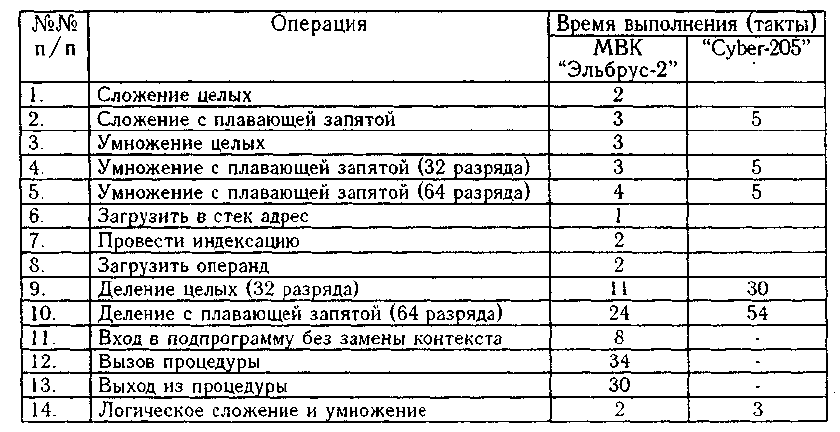 №№ Операция Время выполнения (такты)
п/п МВК "Cyber-205"
"Эльбрус-2"
1. Сложение целых 2
2. Сложение с плавающей запятой 3 5
3. Умножение целых 3
4. Умножение с плавающей запятой (32 разряда) 3 5
5. Умножение с плавающей запятой (64 разряда) 4 5
6. Загрузить в стек адрес 1
7. Провести индексацию 2
8. Загрузить операнд 2
9. Деление целых (32 разряда) 11 30
10. Деление с плавающей запятой (64 разряда) 24 54
11. Вход в подпрограмму без замены контекста 8 -
12. Вызов процедуры 34 -
13. Выход из процедуры 30 -
14. Логическое сложение и умножение 2 3